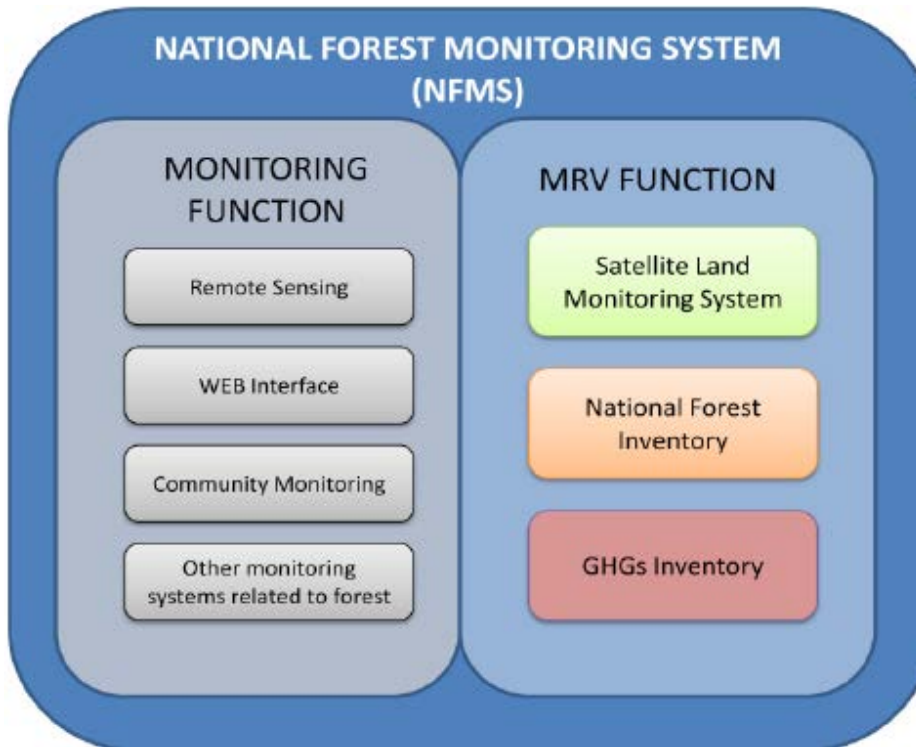 NATIONAL FOREST MONITORING SYSTEM
(NFMS)
MONITORING
FUNCTION
Remote Sensing
WEB Interface
Community Monitoring
Other monitoring
systems related to forest
MRV FUNCTION
Satellite Land
Monitoring System
National Forest
Inventory
GHGs Inventory